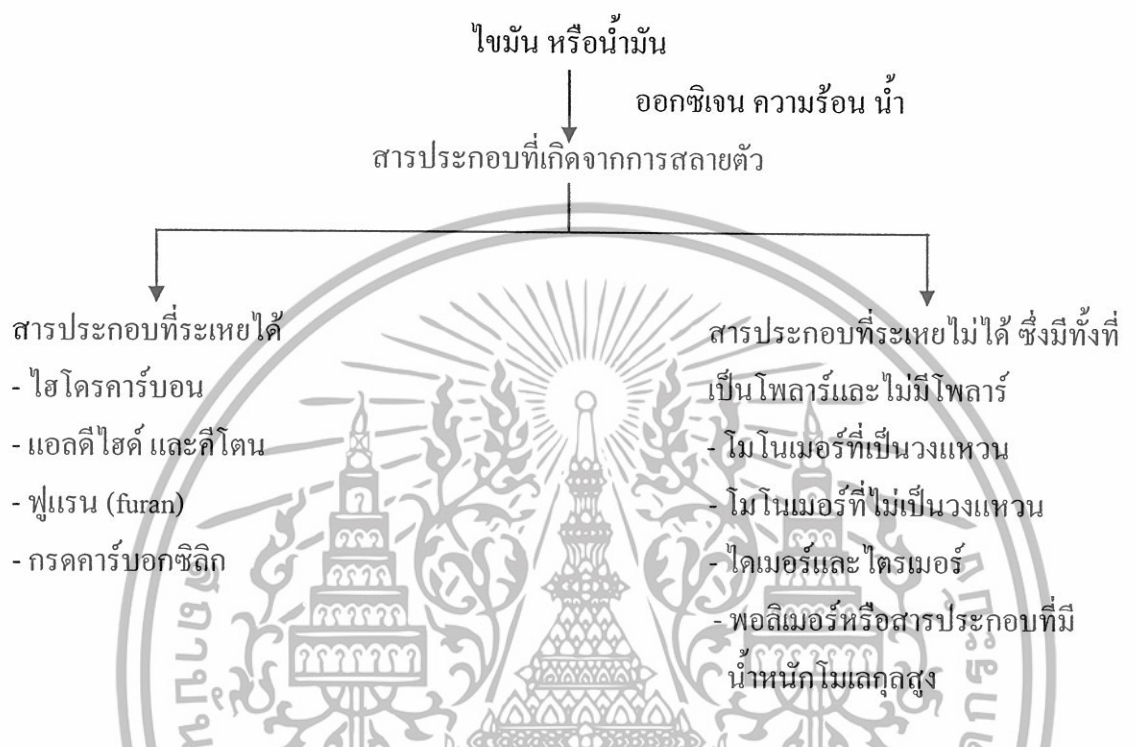 ไขมัน หรือน้ำมัน
ออกซิเจน ความร้อน น้ำ
สารประกอบที่เกิดจากการสลายตัว
สารประกอบที่ระเหยได้
- ไฮโดรคาร์บอน
- แอลดีไฮด์ และคีโตน
- ฟูแรน (furan)
- กรดคาร์บอกซิลิก
สารประกอบที่ระเหยไม่ได้ ซึ่งมีทั้งที่
เป็นโพลาร์และไม่มีโพลาร์
- โมโนเมอร์ที่เป็นวงแหวน
- โมโนเมอร์ที่ไม่เป็นวงแหวน
- ไดเมอร์และไตรเมอร์
- พอลิเมอร์หรือสารประกอบที่มี
น้ำหนักโมเลกุลสูง